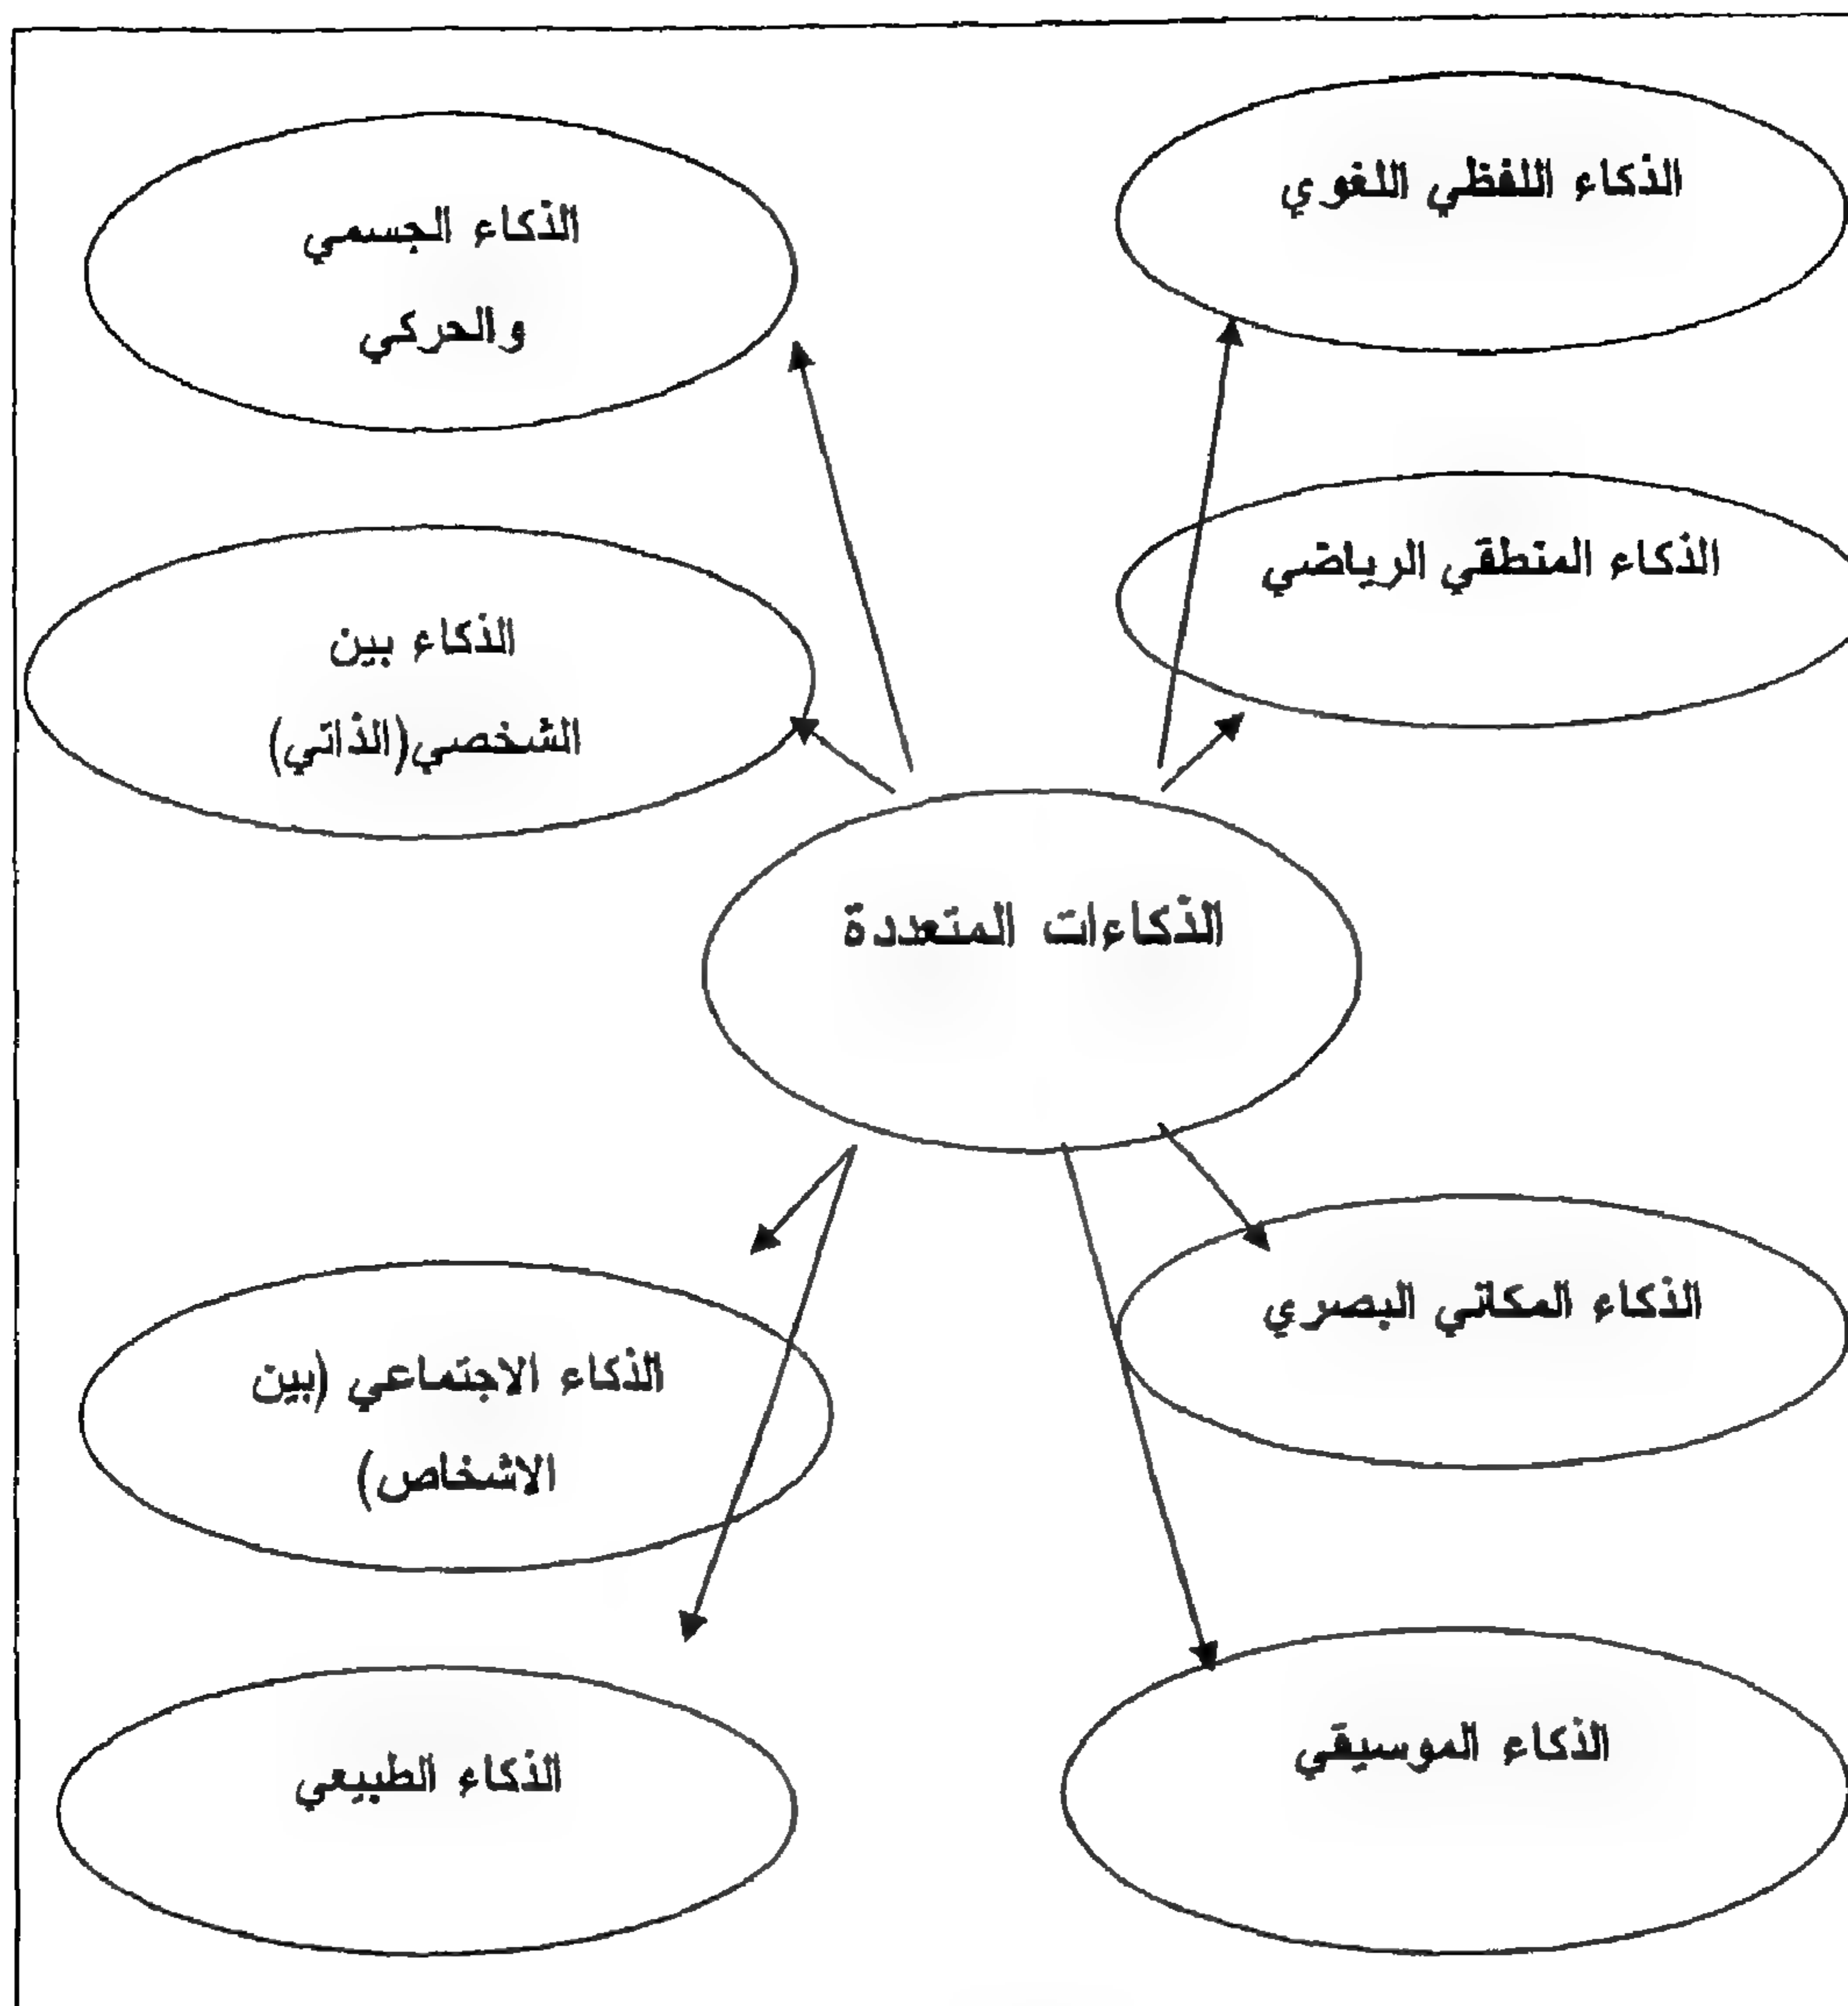 الذكاء اللفظي اللغوي
الذكاء الجسمي
والحركي
الذكاء المنطقي الرياضي
الذكاء بين
الشخصي(الذاتي)
الذكاءات المتعددة
الذكاء المكاني البصري
الذكاء الاجتماعي (بين
الاشخاص)
الذكاء الموسيقي
الذكاء الطبيعي